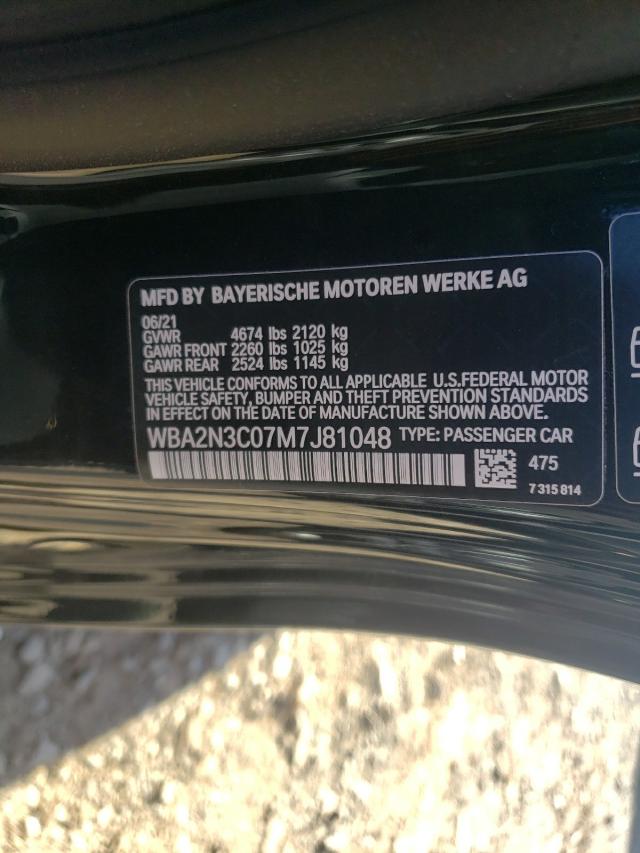 MFD BY BAYERISCHE MOTOREN WERKE AG
06/21
GVWR 4674 lbs 2120 kg
GAWR FRONT 2260 lbs 1025 kg
GAWR REAR 2524 lbs 1145 kg
THIS VEHICLE CONFORMS TO ALL APPLICABLE U.S.FEDERAL MOTOR
VEHICLE SAFETY, BUMPER AND THEFT PREVENTION STANDARDS
IN EFFECT ON THE DATE OF MANUFACTURE SHOWN ABOVE.
WBA2N3C07M7J81048 TYPE: PASSENGER CAR
475
7 315 814